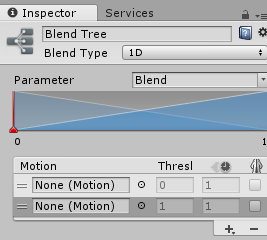 Inspector Services
Blend Tree
Blend Type 1D
Parameter Blend
0 1
Motion Thresl
None (Motion) 0 1
None (Motion) 1 1